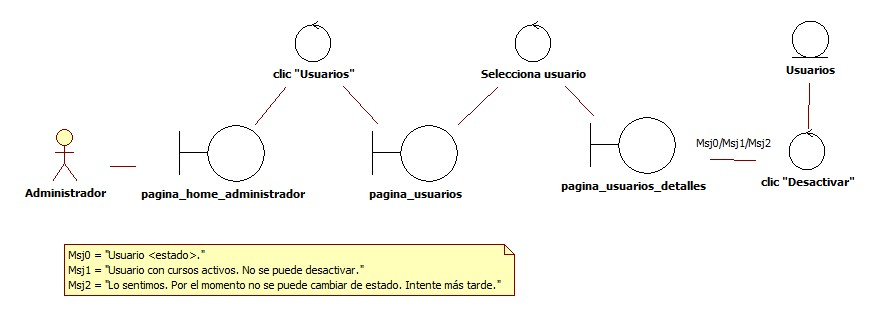 clic "Usuarios"
Selecciona usuario
Usuarios
Msj0/Msj1/Msj2
Administrador
pagina_home_administrador
pagina_usuarios
pagina_usuarios_detalles
clic "Desactivar"
Msj0 = "Usuario <estado>."
Msj1 = "Usuario con cursos activos. No se puede desactivar."
Msj2 = "Lo sentimos. Por el momento no se puede cambiar de estado. Intente más tarde."